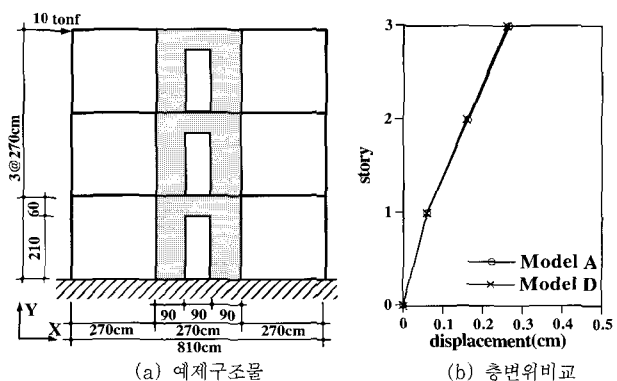 10 tonf
3@270cm
60
210
Y
X
90 90 90
270cm 270cm 270cm
810cm
(a) 예제구조물
3
2
1
0
story
Model A
Model D
0 0.1 0.2 0.3 0.4 0.5
displacement(cm)
(b) 층변위비교